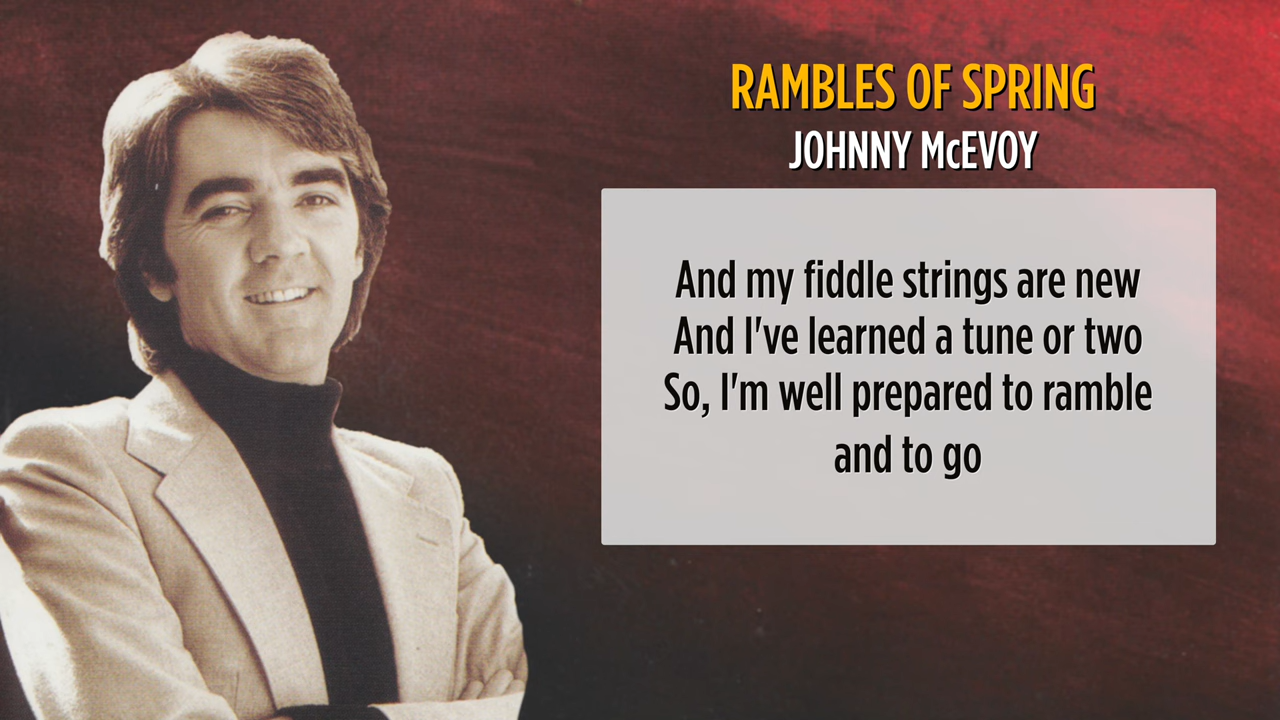 RAMBLES OF SPRING
JOHNNY McEVOY
And my fiddle strings are new
And I've learned a tune or two
So, I'm well prepared to ramble
and to go